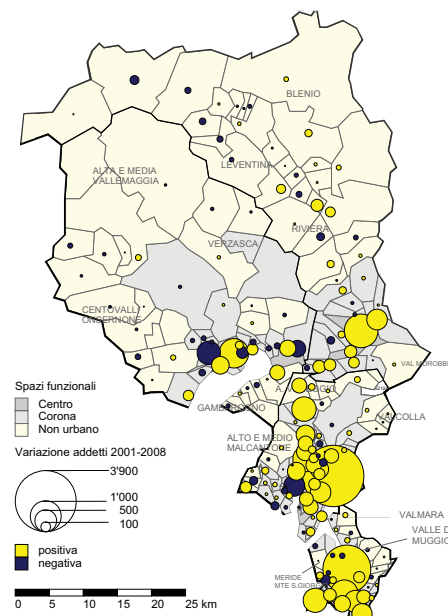 BLENIO
LEVENTINA
ALTA E MEDIA
VALLEMAGGIA
RIVIERA
VERZASCA
CENTOVALLI
ONSERNONE
VAL MOROBBIA
GAMBAROGNO
VAL COLLA
ALTO E MEDIO
MALCANTONE
VALMARA
VALLE DI
MUGGIO
MERIDE
MTE S.GIORGIO
Spazi funzionali
Centro
Corona
Non urbano
Variazione addetti 2001-2008
3'900
1'000
500
100
positiva
negativa
0 5 10 15 20 25 km